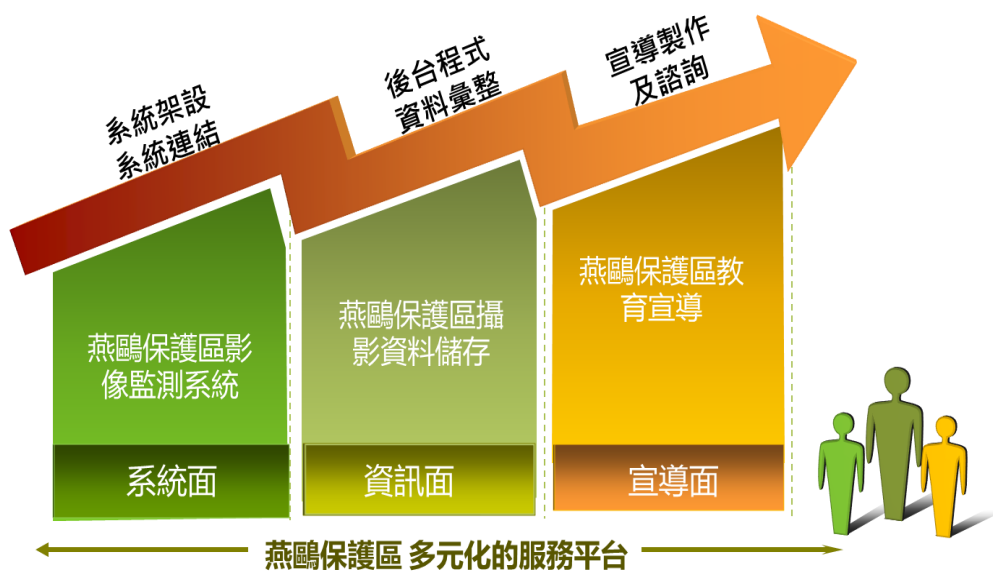 系統架設
系統連結
後台程式
資料彙整
宣導製作
及諮詢
燕鷗保護區影
像監測系統
燕鷗保護區攝
影資料儲存
燕鷗保護區教
育宣導
系統面
資訊面
宣導面
燕鷗保護區 多元化的服務平台